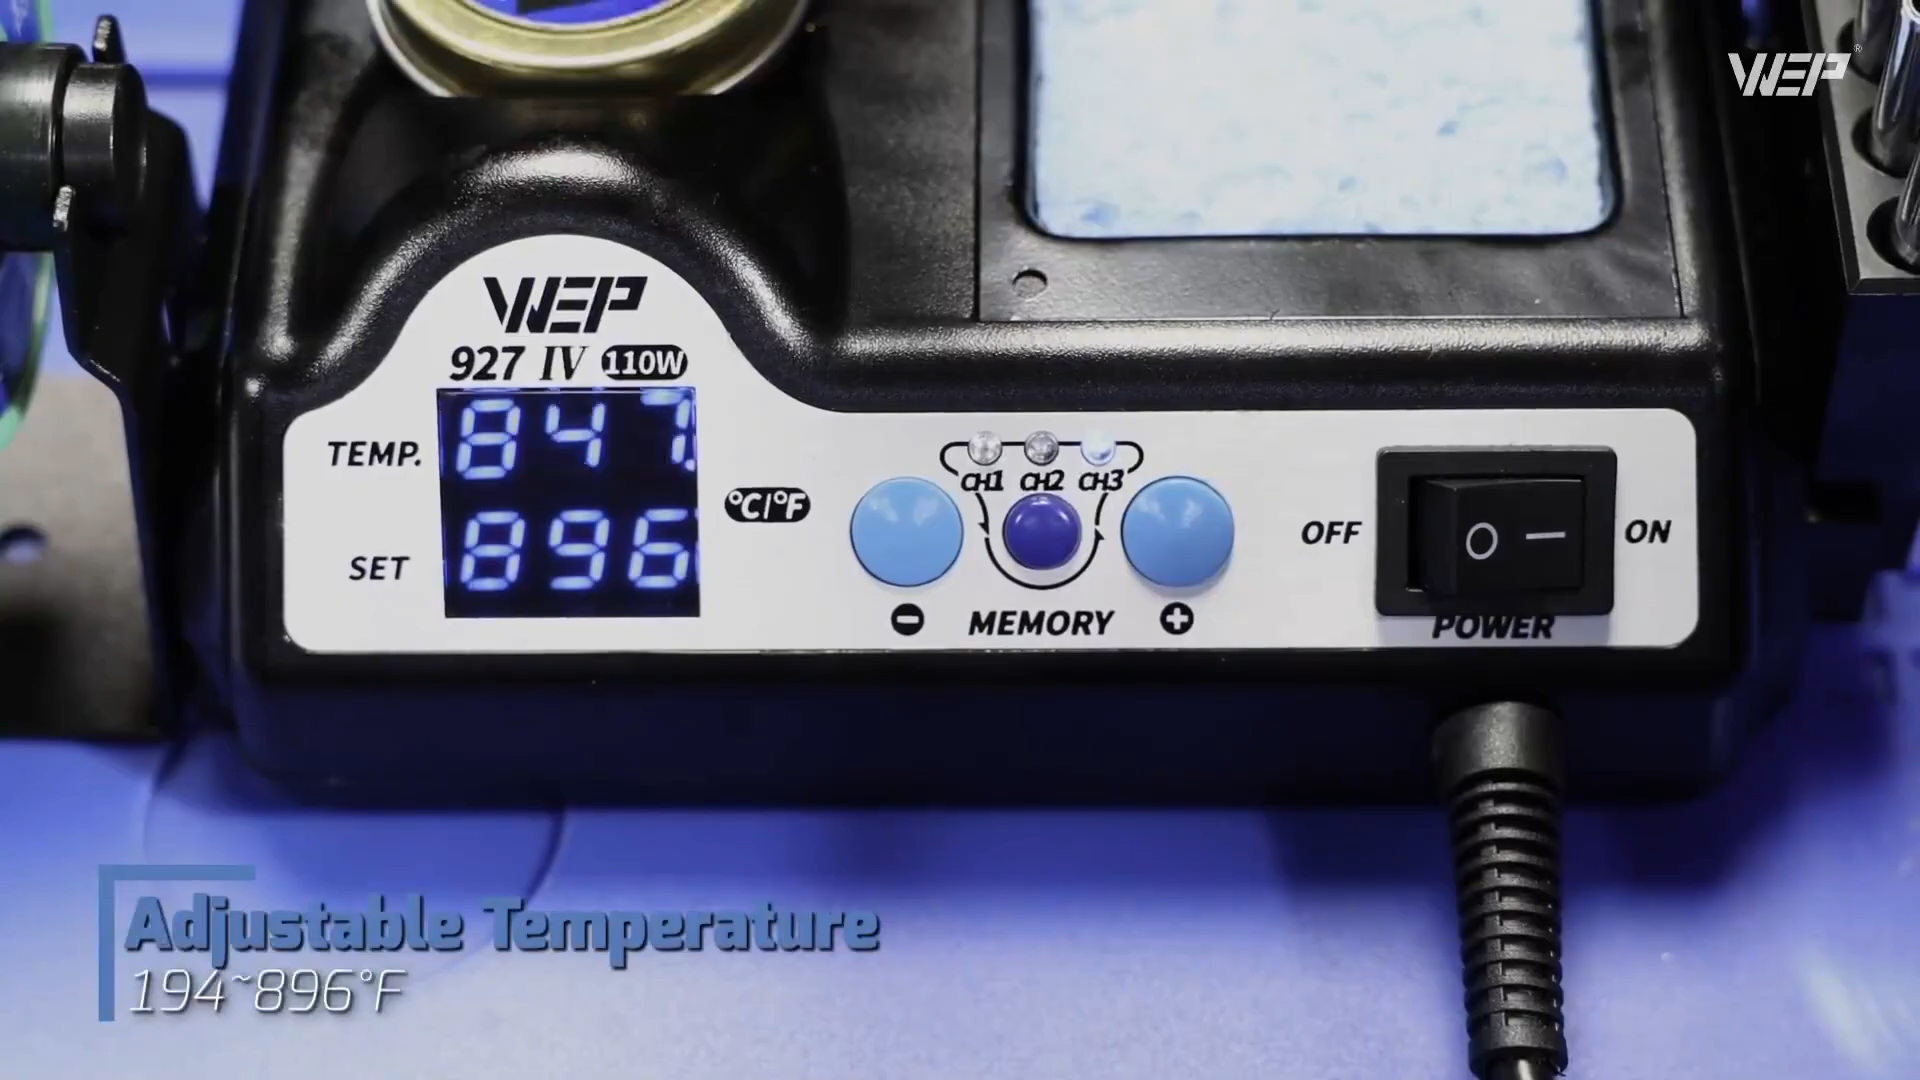 WEP®
WEP
927 IV 110W
TEMP. 847.
°C/°F
SET 896
CH1 CH2 CH3
MEMORY
OFF O — ON
POWER
Adjustable Temperature
194~896°F